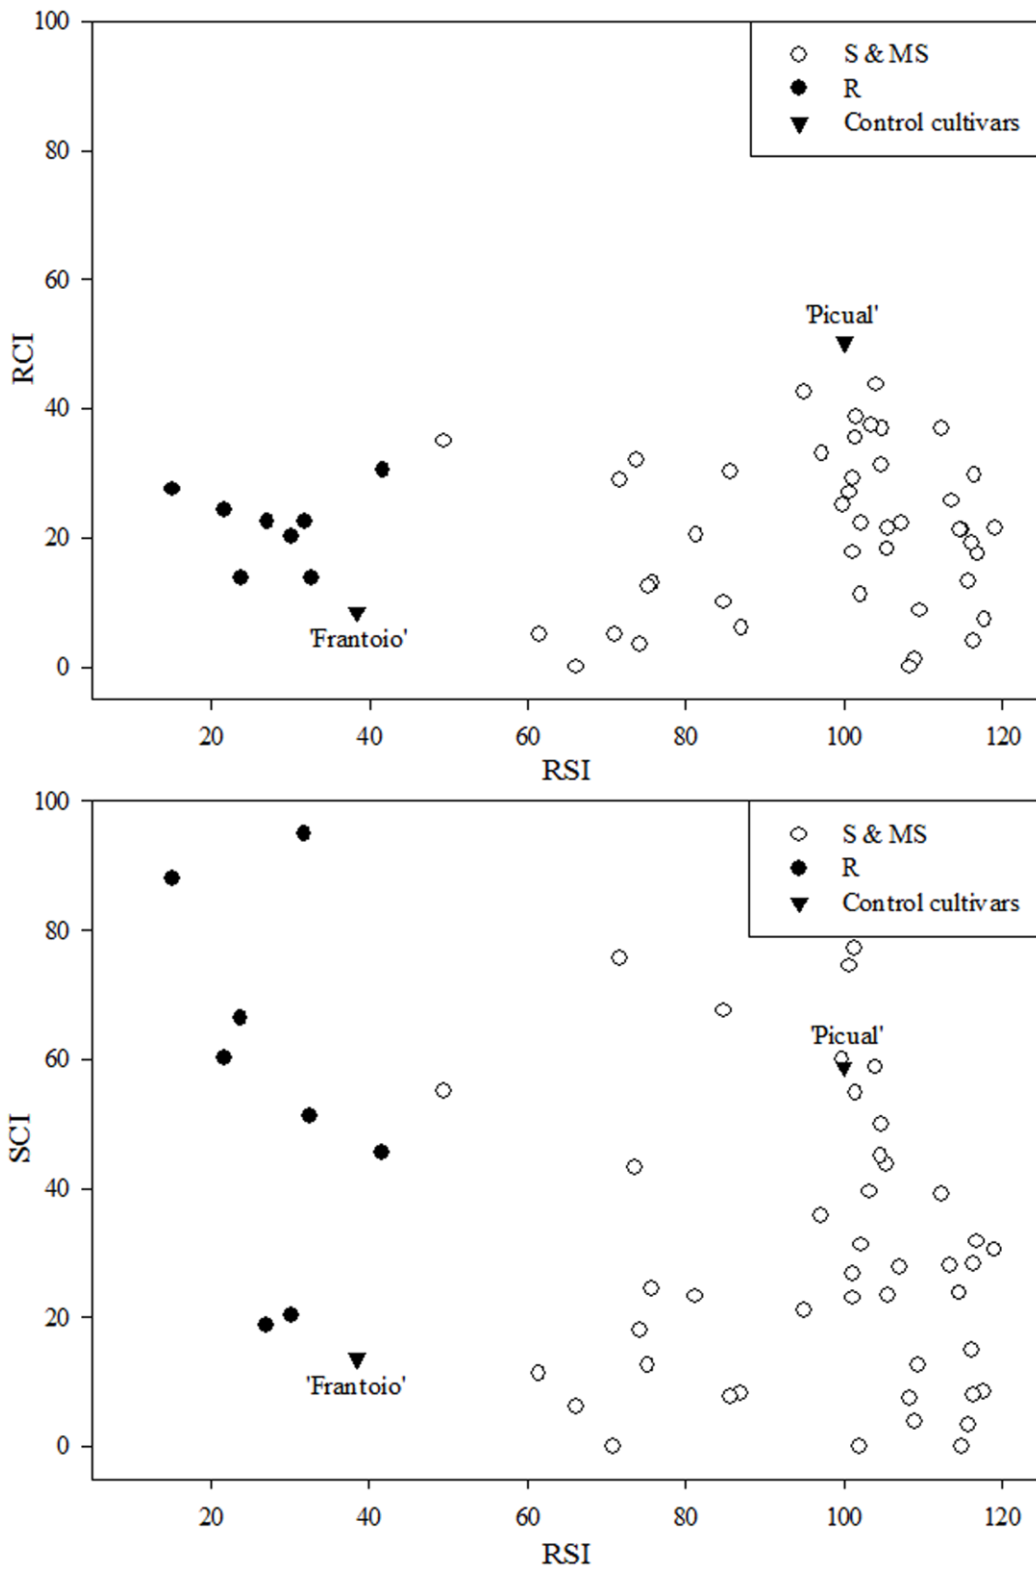 100
80
60
40
20
0
RCI
S & MS
R
Control cultivars
'Picual'
'Frantoio'
20 40 60 80 100 120
RSI
100
80
60
40
20
0
SCI
S & MS
R
Control cultivars
'Picual'
'Frantoio'
20 40 60 80 100 120
RSI